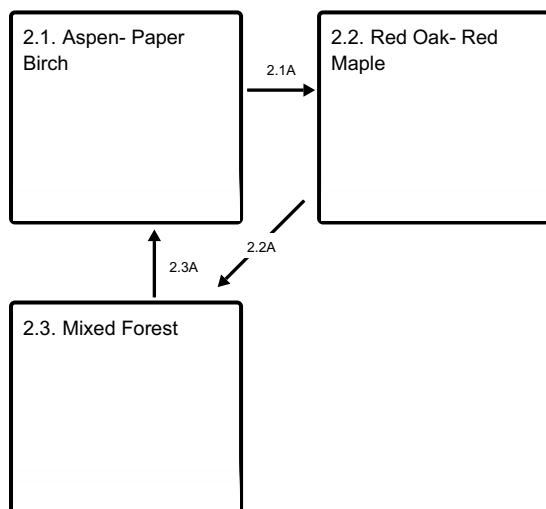 2.1. Aspen- Paper
Birch
2.1A
2.2. Red Oak- Red
Maple
2.2A
2.3A
2.3. Mixed Forest